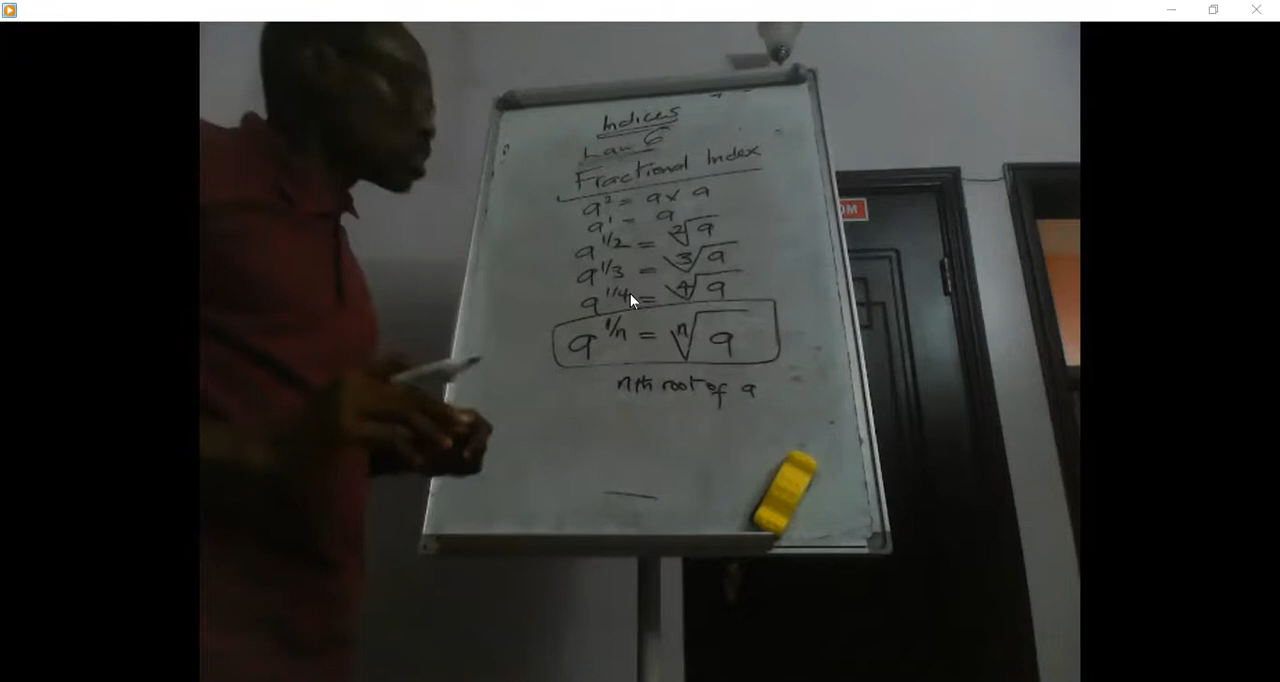 Indices
Law 6
Fractional Index
a² = a x a
a¹ = a
a^1/2 = ²√a
a^1/3 = ³√a
a^1/4 = ⁴√a
a^1/n = ⁿ√a
nth root of a
OM